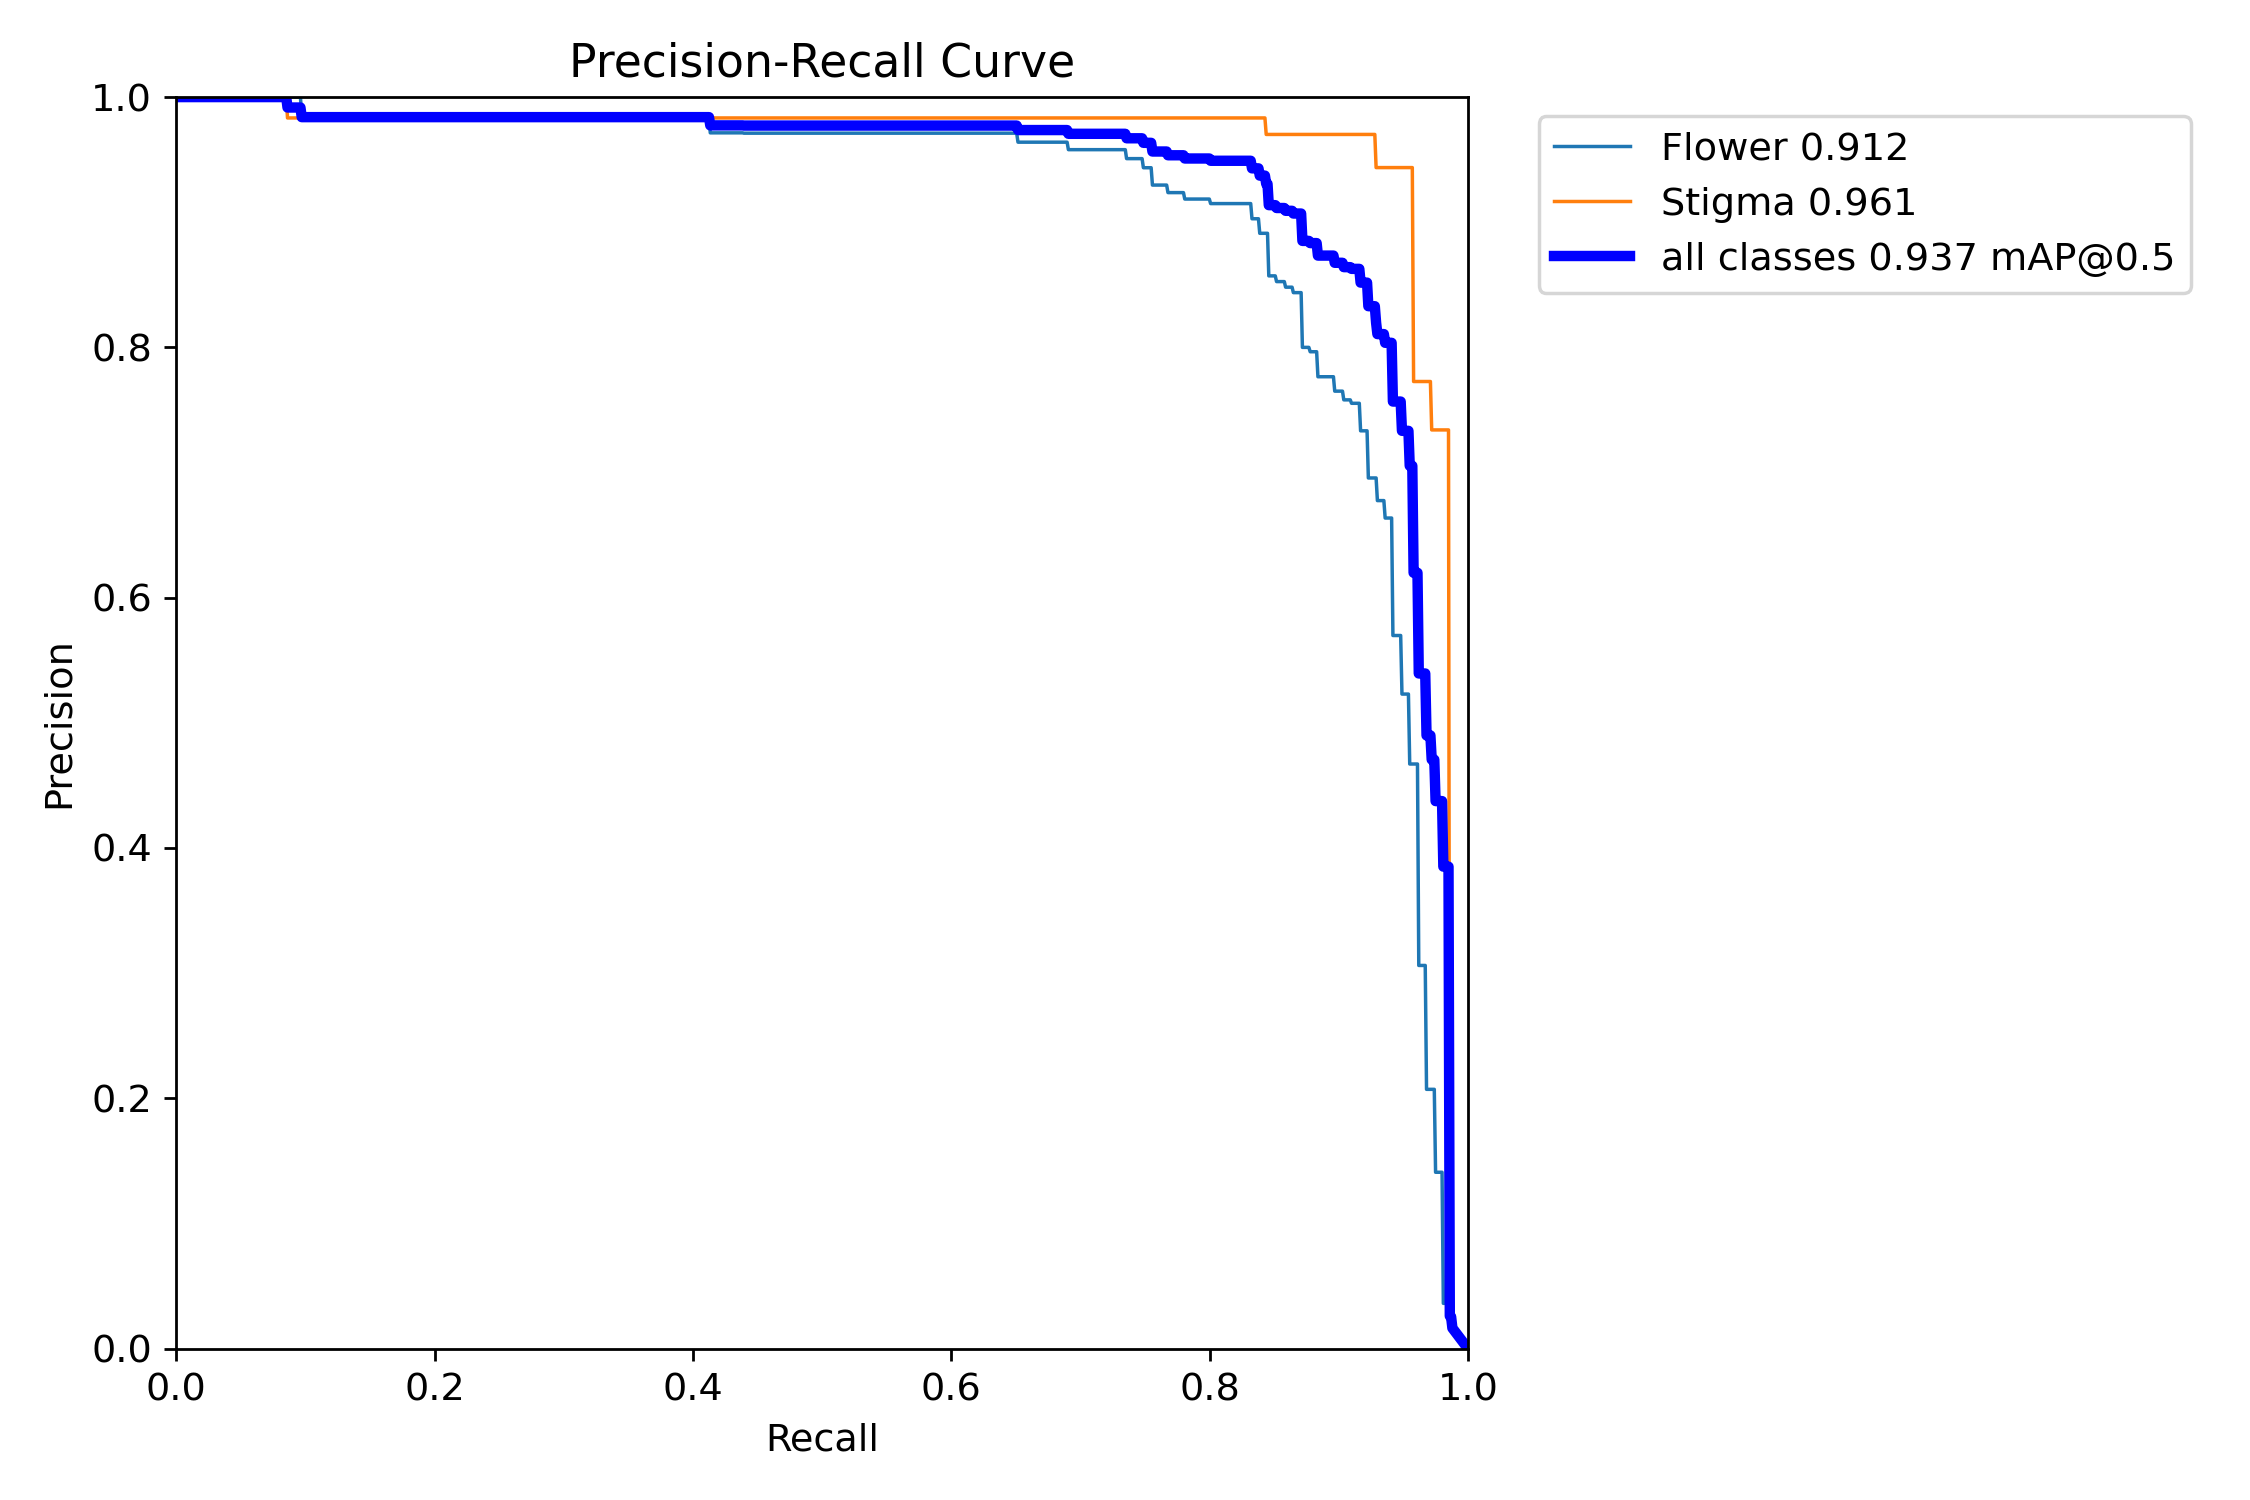 Precision-Recall Curve
1.0
0.8
0.6
0.4
0.2
0.0
Precision
0.0 0.2 0.4 0.6 0.8 1.0
Recall
Flower 0.912
Stigma 0.961
all classes 0.937 mAP@0.5